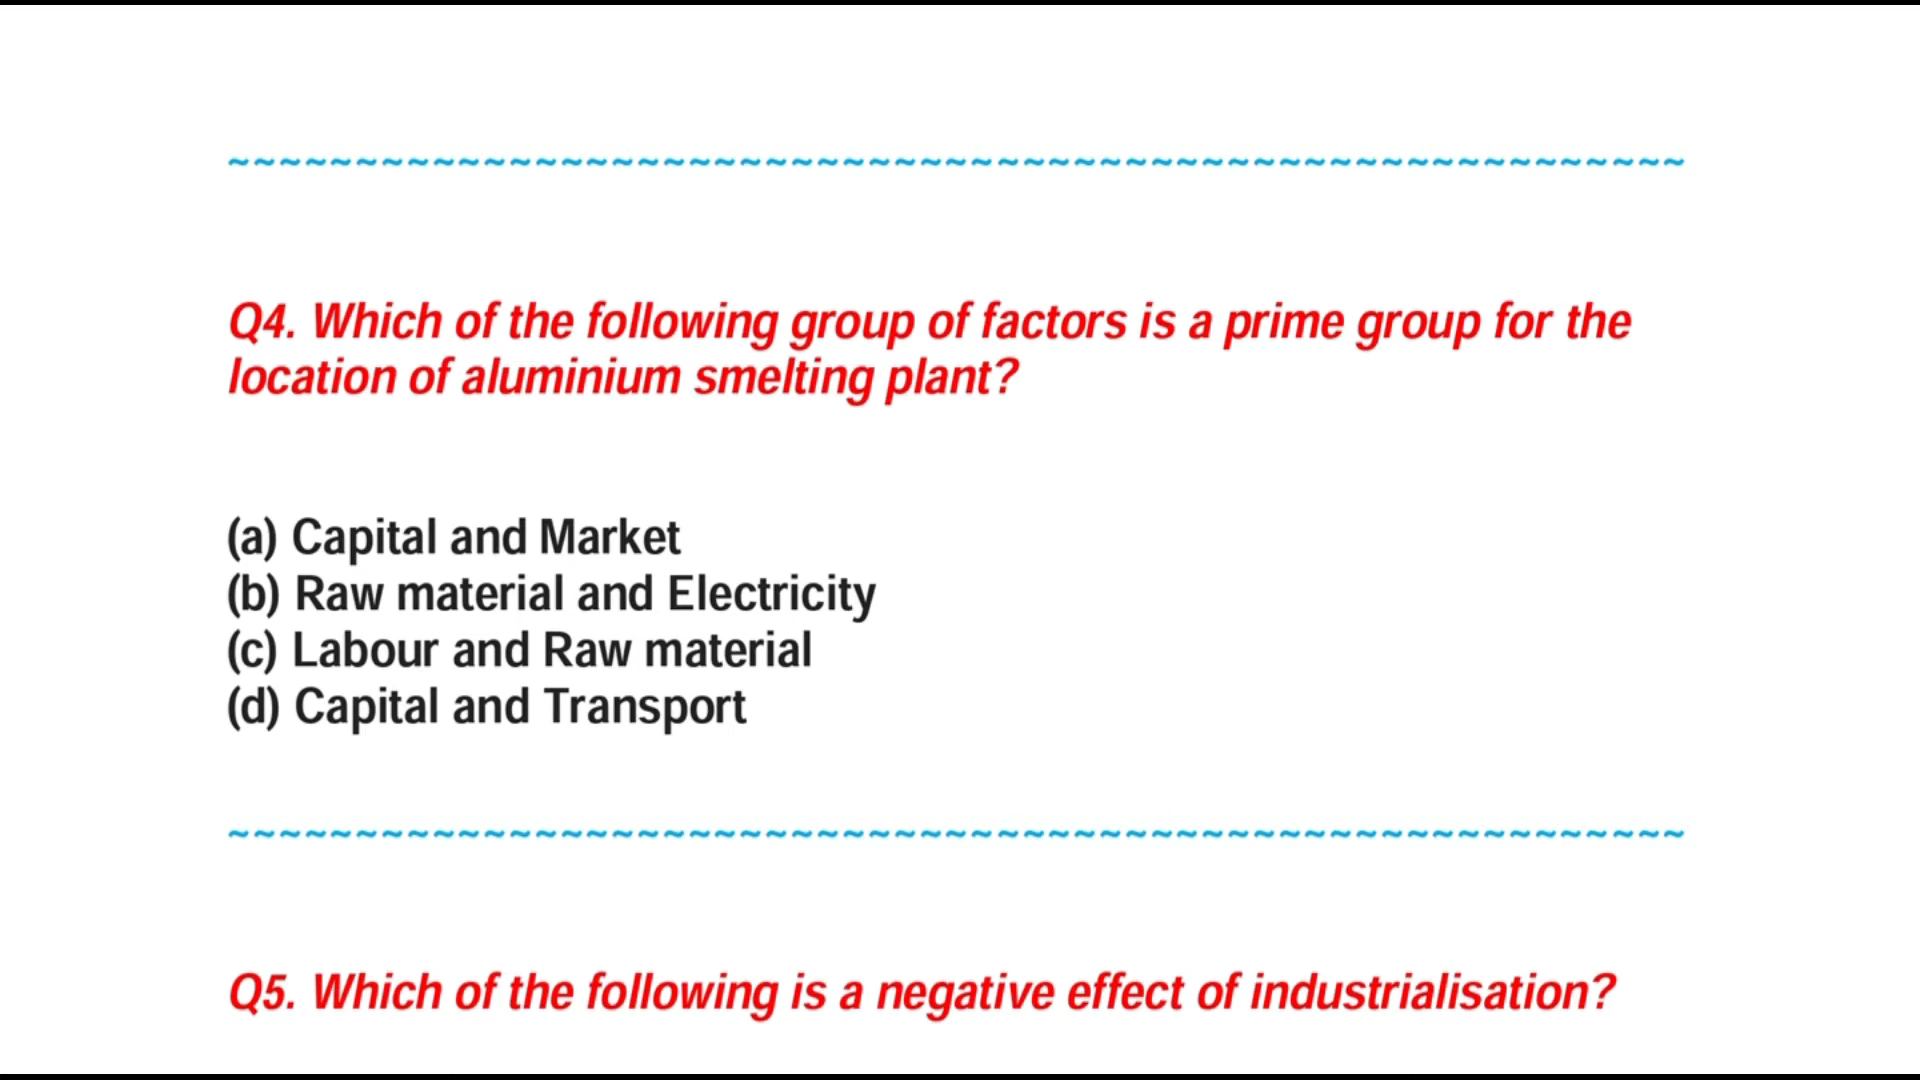 ~~~~~~~~~~~~~~~~~~~~~~~~~~~~~~~~~~~~~~~~~~~~~~~~~~~~~~~~~
Q4. Which of the following group of factors is a prime group for the
location of aluminium smelting plant?
(a) Capital and Market
(b) Raw material and Electricity
(c) Labour and Raw material
(d) Capital and Transport
~~~~~~~~~~~~~~~~~~~~~~~~~~~~~~~~~~~~~~~~~~~~~~~~~~~~~~~~~
Q5. Which of the following is a negative effect of industrialisation?